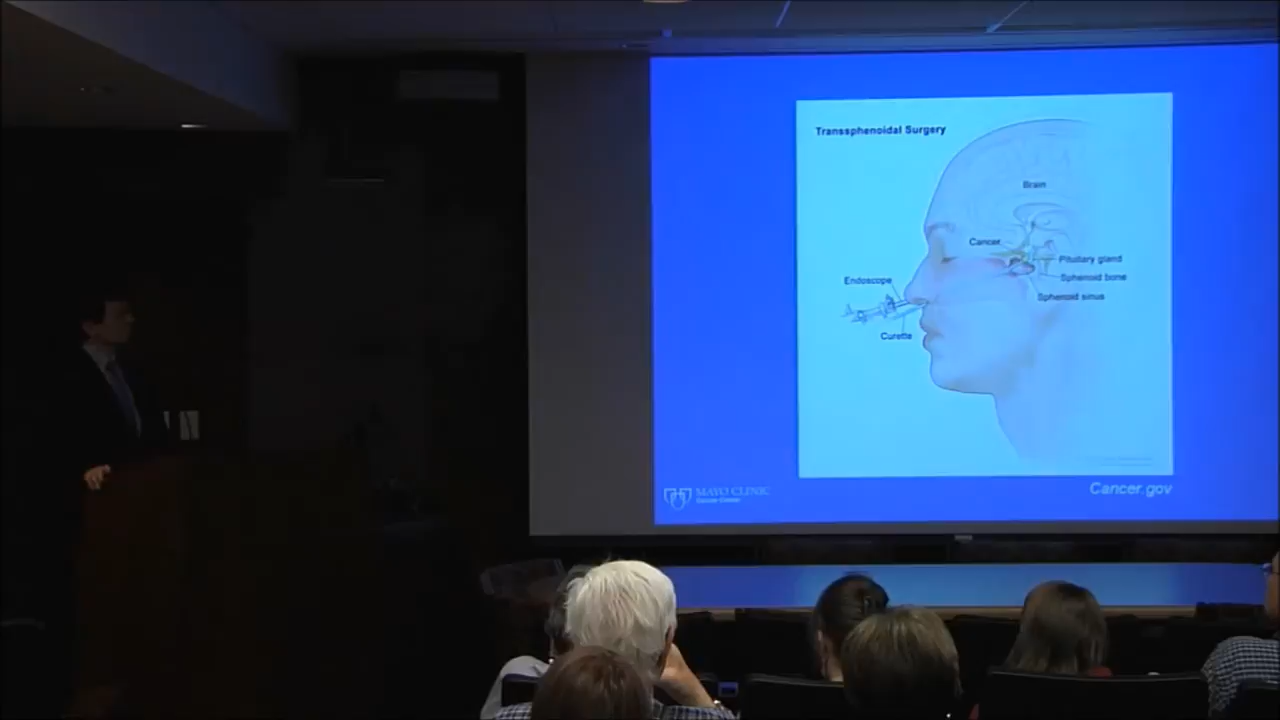 Transsphenoidal Surgery
Brain
Cancer
Pituitary gland
Sphenoid bone
Endoscope
Sphenoid sinus
Curette
MAYO CLINIC
Cancer.gov